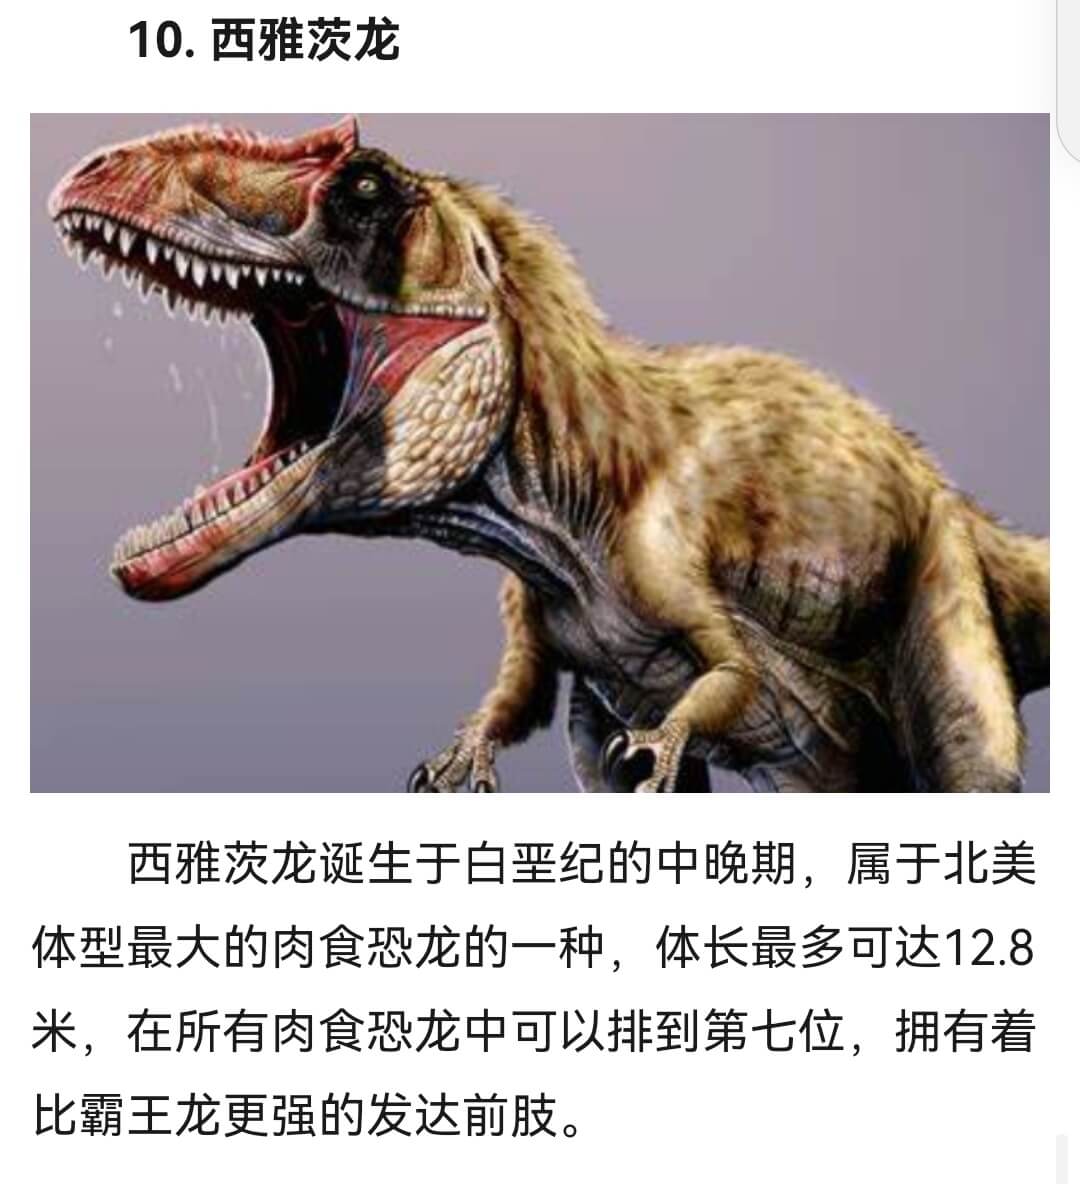 10. 西雅茨龙
西雅茨龙诞生于白垩纪的中晚期，属于北美
体型最大的肉食恐龙的一种，体长最多可达12.8
米，在所有肉食恐龙中可以排到第七位，拥有着
比霸王龙更强的发达前肢。